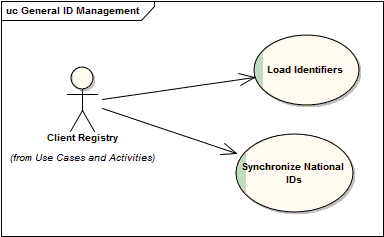 uc General ID Management
Load Identifiers
Client Registry
(from Use Cases and Activities)
Synchronize National
IDs